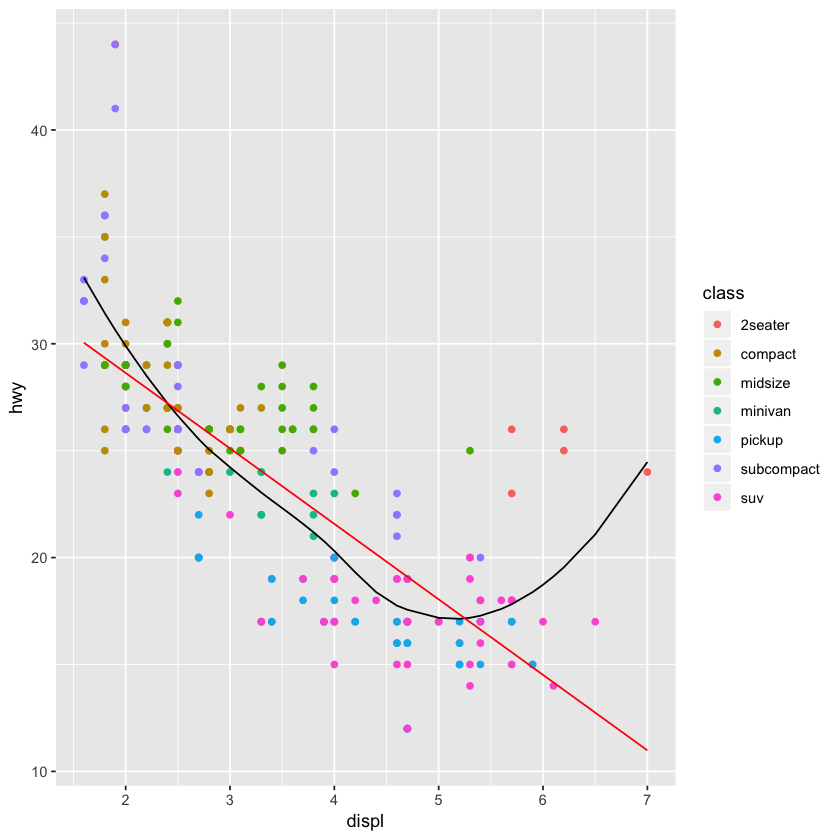 40
30
20
10
hwy
2 3 4 5 6 7
displ
class
2seater
compact
midsize
minivan
pickup
subcompact
suv